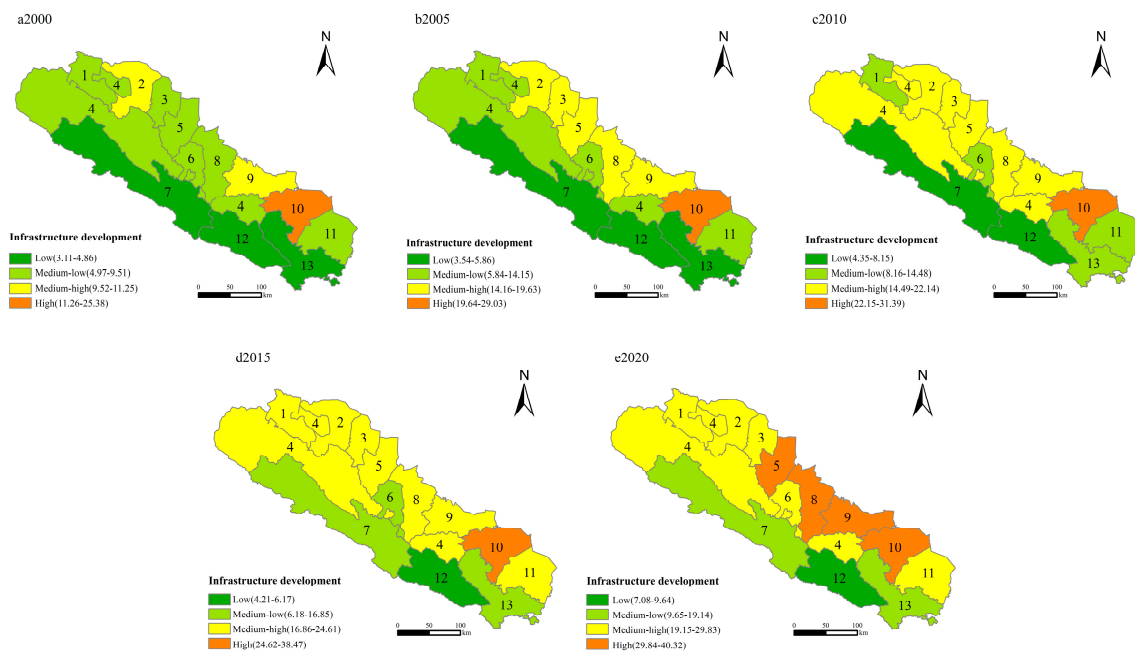 a2000
N
1
4
2
3
4
5
6
8
9
7
4
10
11
12
13
Infrastructure development
Low(3.11-4.86)
Medium-low(4.97-9.51)
Medium-high(9.52-11.25)
High(11.26-25.38)
0 50 100
km
b2005
N
1
4
2
3
4
5
6
8
9
7
4
10
11
12
13
Infrastructure development
Low(3.54-5.86)
Medium-low(5.84-14.15)
Medium-high(14.16-19.63)
High(19.64-29.03)
0 50 100
km
c2010
N
1
4
2
3
4
5
6
8
9
7
4
10
11
12
13
Infrastructure development
Low(4.35-8.15)
Medium-low(8.16-14.48)
Medium-high(14.49-22.14)
High(22.15-31.39)
0 50 100
km
d2015
N
1
4
2
3
4
5
6
8
9
7
4
10
11
12
13
Infrastructure development
Low(4.21-6.17)
Medium-low(6.18-16.85)
Medium-high(16.86-24.61)
High(24.62-38.47)
0 50 100
km
e2020
N
1
4
2
3
4
5
6
8
9
7
4
10
11
12
13
Infrastructure development
Low(7.08-9.64)
Medium-low(9.65-19.14)
Medium-high(19.15-29.83)
High(29.84-40.32)
0 50 100
km